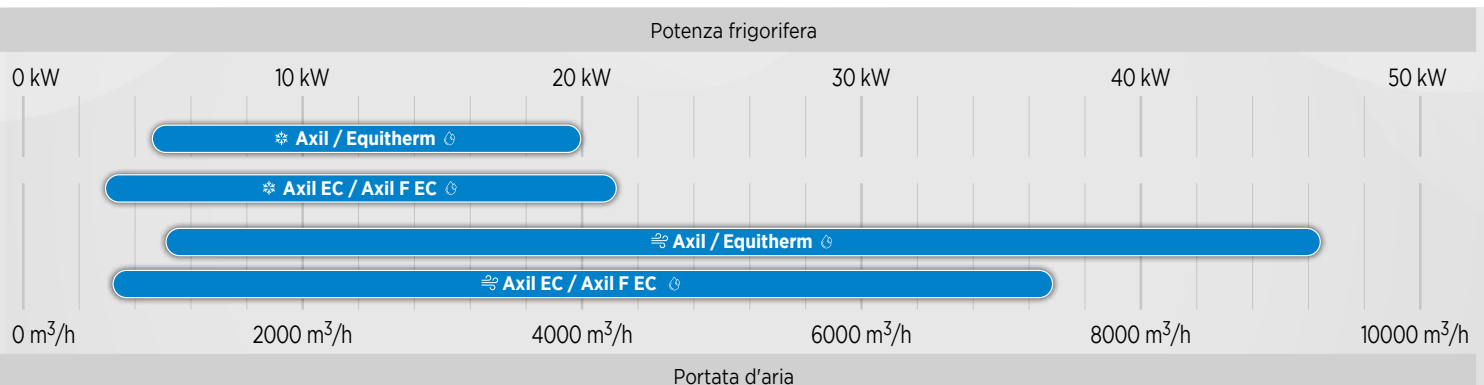 Potenza frigorifera
0 kW 10 kW 20 kW 30 kW 40 kW 50 kW
Axil / Equitherm
Axil EC / Axil F EC
Axil / Equitherm
Axil EC / Axil F EC
0 m³/h 2000 m³/h 4000 m³/h 6000 m³/h 8000 m³/h 10000 m³/h
Portata d'aria